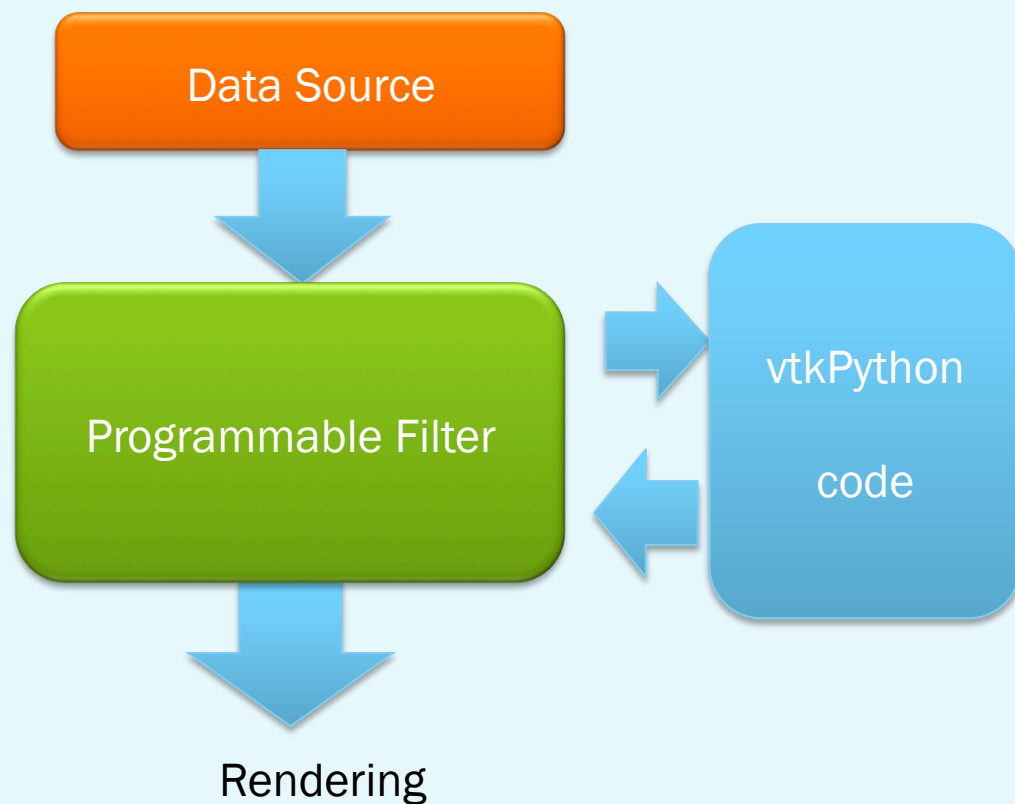 Data Source
Programmable Filter
vtkPython
code
Rendering